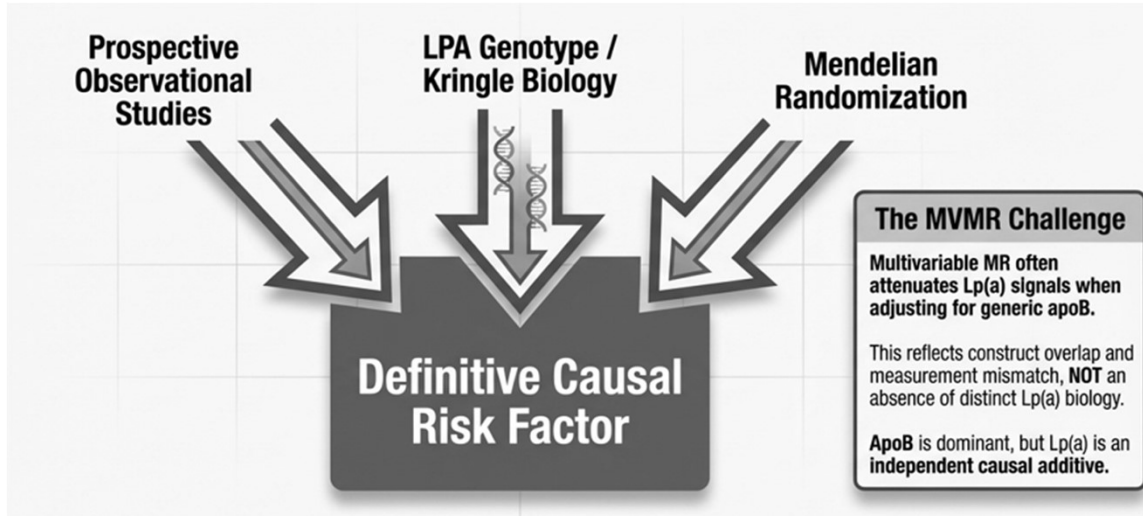 Prospective
Observational
Studies
LPA Genotype /
Kringle Biology
Mendelian
Randomization
Definitive Causal
Risk Factor
The MVMR Challenge
Multivariable MR often
attenuates Lp(a) signals when
adjusting for generic apoB.
This reflects construct overlap and
measurement mismatch, NOT an
absence of distinct Lp(a) biology.
ApoB is dominant, but Lp(a) is an
independent causal additive.